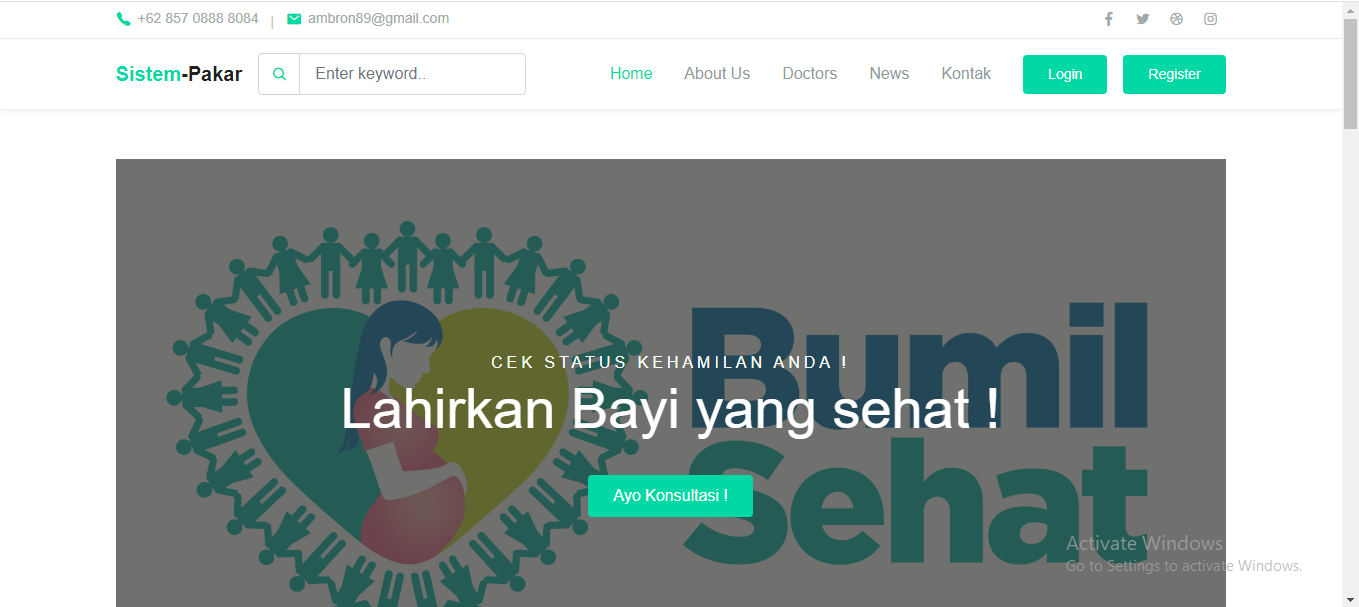 +62 857 0888 8084 | ambron89@gmail.com
Sistem-Pakar Enter keyword.. Home About Us Doctors News Kontak Login Register
Bumil
CEK STATUS KEHAMILAN ANDA !
Lahirkan Bayi yang sehat !
Sehat
Ayo Konsultasi !
Activate Windows
Go to Settings to activate Windows.